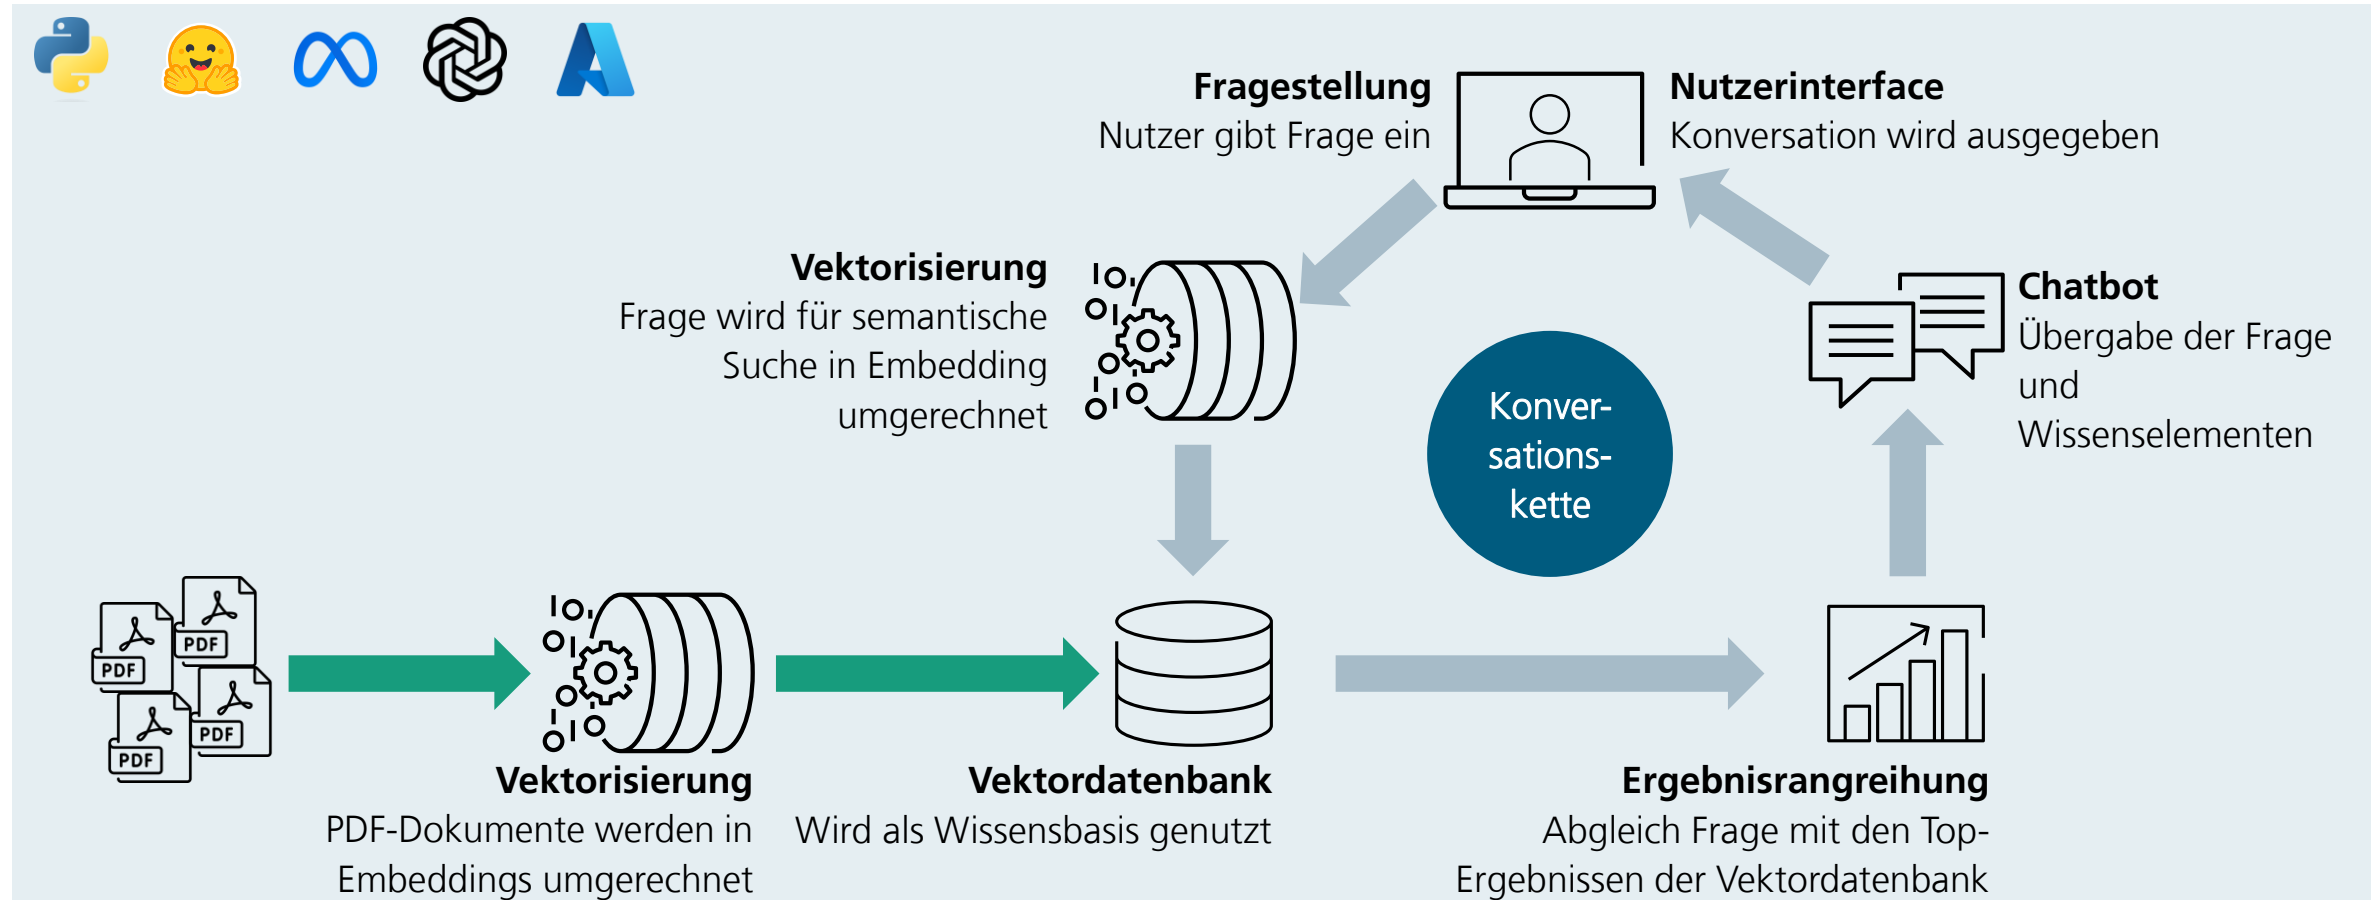 Fragestellung
Nutzer gibt Frage ein
Nutzerinterface
Konversation wird ausgegeben
Vektorisierung
Frage wird für semantische
Suche in Embedding
umgerechnet
Chatbot
Übergabe der Frage
und
Wissenselementen
Konver-
sations-
kette
PDF
PDF
PDF
PDF
Vektorisierung
PDF-Dokumente werden in
Embeddings umgerechnet
Vektordatenbank
Wird als Wissensbasis genutzt
Ergebnisrangreihung
Abgleich Frage mit den Top-
Ergebnissen der Vektordatenbank